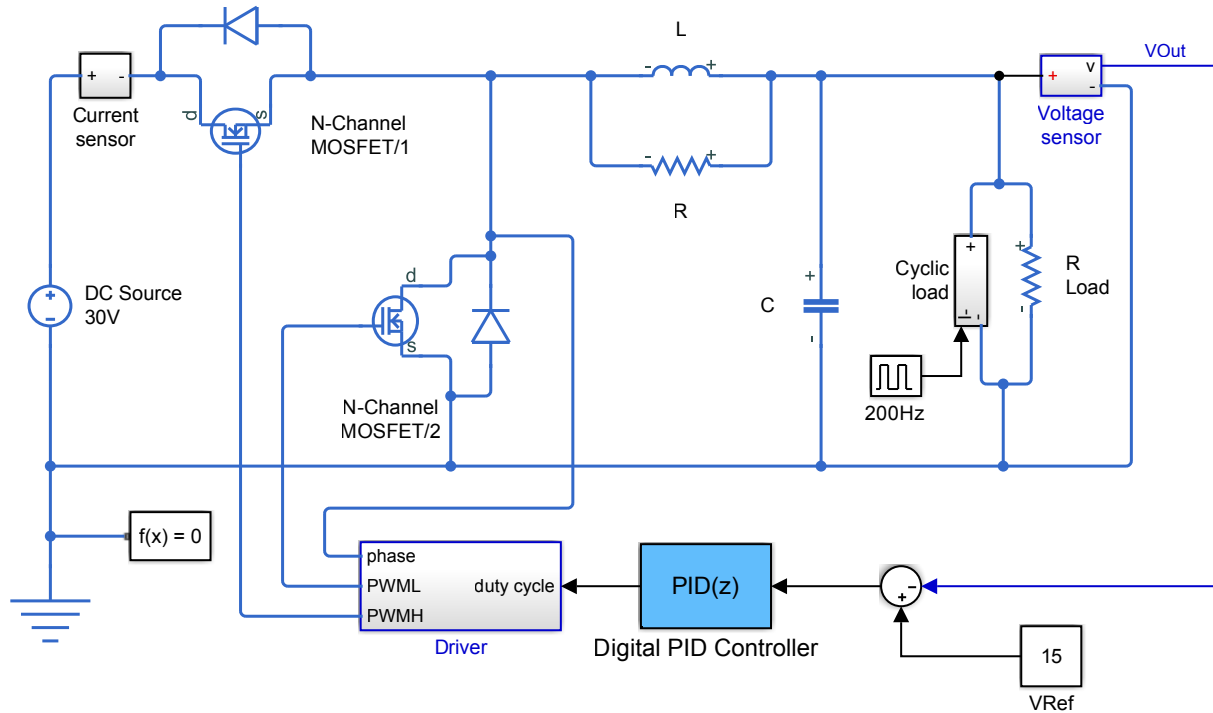 L
VOut
+ -
Current
sensor
d
s
N-Channel
MOSFET/1
- +
+
v
-
Voltage
sensor
- +
R
+
-
DC Source
30V
d
s
N-Channel
MOSFET/2
+
C
-
Cyclic
load
+
-
+
-
R
Load
200Hz
f(x) = 0
phase
PWML
PWMH
duty cycle
Driver
PID(z)
Digital PID Controller
-
+
15
VRef